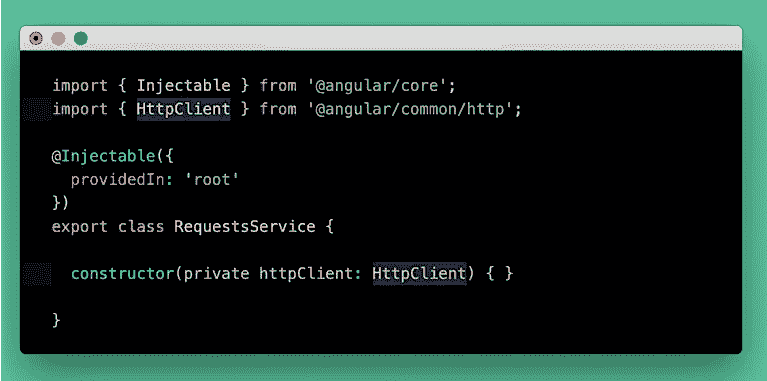 import { Injectable } from '@angular/core';
import { HttpClient } from '@angular/common/http';
@Injectable({
providedIn: 'root'
})
export class RequestsService {
constructor(private httpClient: HttpClient) { }
}